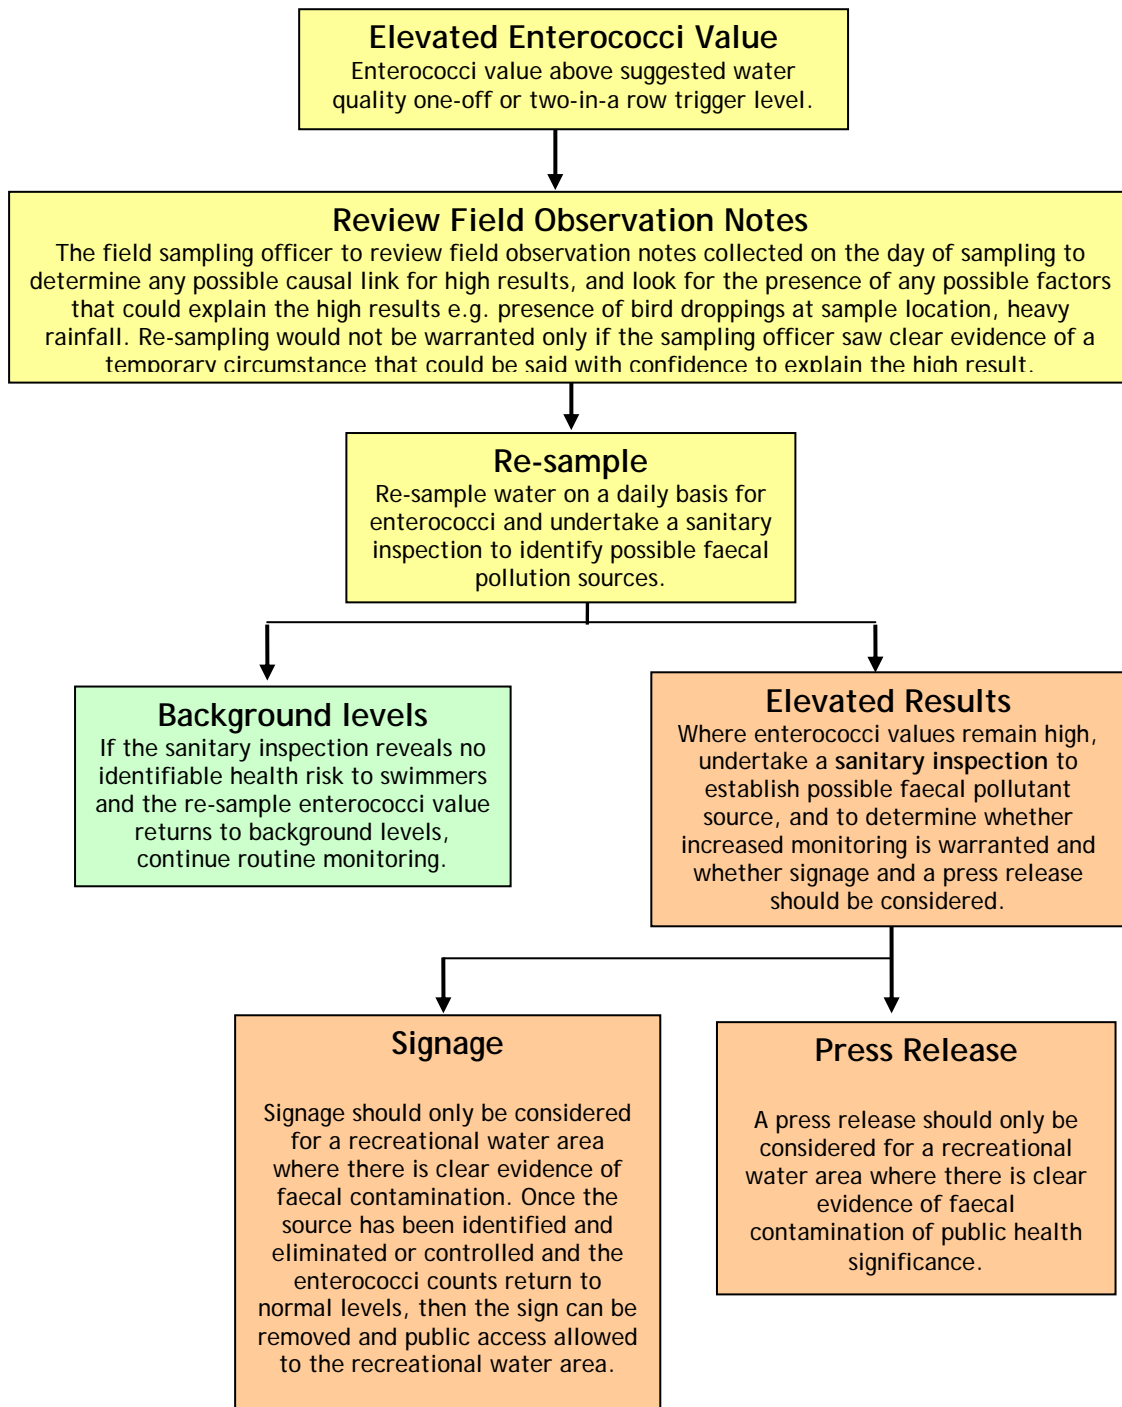 Elevated Enterococci Value
Enterococci value above suggested water
quality one-off or two-in-a row trigger level.
Review Field Observation Notes
The field sampling officer to review field observation notes collected on the day of sampling to
determine any possible causal link for high results, and look for the presence of any possible factors
that could explain the high results e.g. presence of bird droppings at sample location, heavy
rainfall. Re-sampling would not be warranted only if the sampling officer saw clear evidence of a
temporary circumstance that could be said with confidence to explain the high result.
Re-sample
Re-sample water on a daily basis for
enterococci and undertake a sanitary
inspection to identify possible faecal
pollution sources.
Background levels
If the sanitary inspection reveals no
identifiable health risk to swimmers
and the re-sample enterococci value
returns to background levels,
continue routine monitoring.
Elevated Results
Where enterococci values remain high,
undertake a sanitary inspection to
establish possible faecal pollutant
source, and to determine whether
increased monitoring is warranted and
whether signage and a press release
should be considered.
Signage
Signage should only be considered
for a recreational water area
where there is clear evidence of
faecal contamination. Once the
source has been identified and
eliminated or controlled and the
enterococci counts return to
normal levels, then the sign can be
removed and public access allowed
to the recreational water area.
Press Release
A press release should only be
considered for a recreational
water area where there is clear
evidence of faecal
contamination of public health
significance.